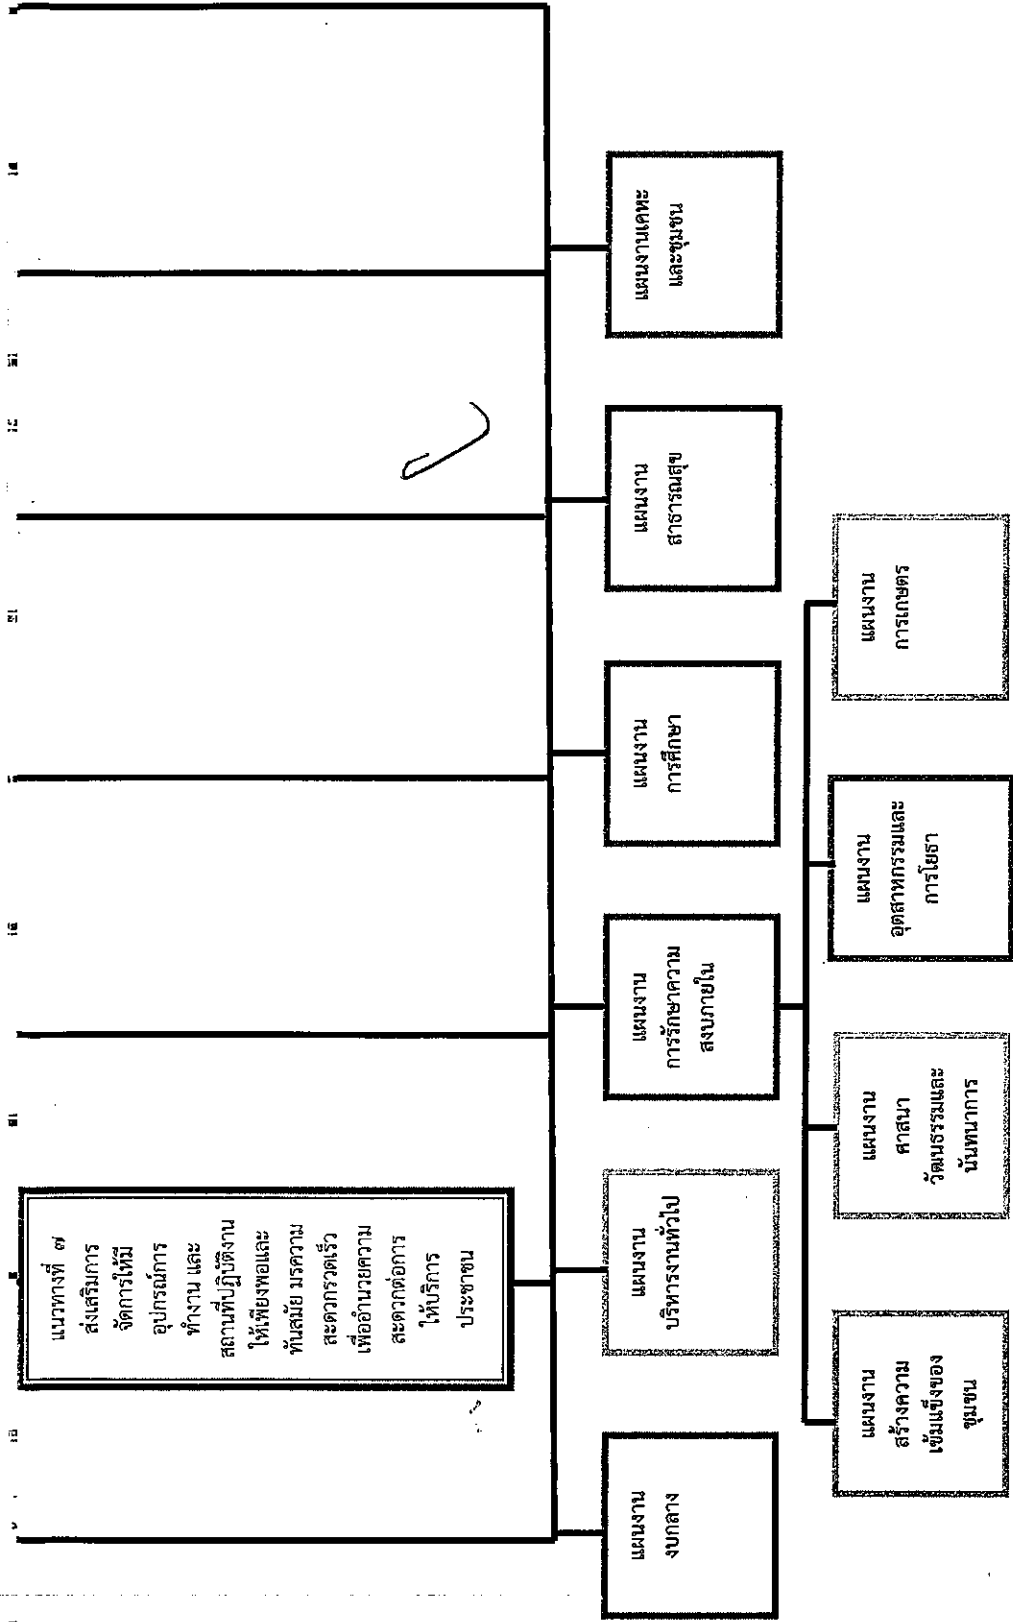 แนวทางที่ ๗
ส่งเสริมการ
จัดการให้มี
อุปกรณ์การ
ทำงาน และ
สถานที่ปฏิบัติงาน
ให้เพียงพอและ
ทันสมัย มรความ
สะดวกรวดเร็ว
เพื่ออำนวยความ
สะดวกต่อการ
ให้บริการ
ประชาชน
แผนงาน
งบกลาง
แผนงาน
บริหารงานทั่วไป
แผนงาน
การรักษาความ
สงบภายใน
แผนงาน
การศึกษา
แผนงาน
สาธารณสุข
แผนงานเคหะ
และชุมชน
แผนงาน
สร้างความ
เข้มแข็งของ
ชุมชน
แผนงาน
ศาสนา
วัฒนธรรมและ
นันทนาการ
แผนงาน
อุตสาหกรรมและ
การโยธา
แผนงาน
การเกษตร